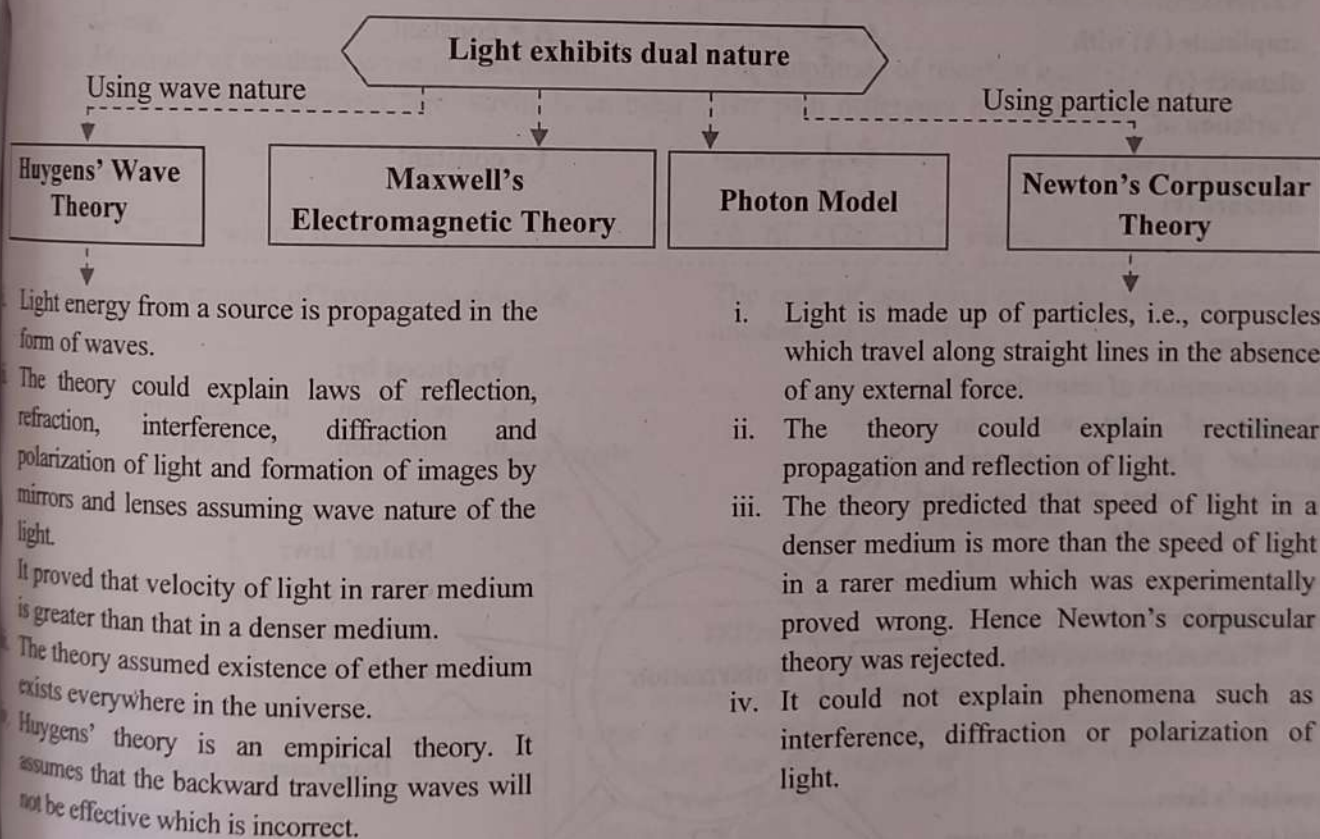 Light exhibits dual nature
Using wave nature
Using particle nature
Huygens' Wave
Theory
Maxwell's
Electromagnetic Theory
Photon Model
Newton's Corpuscular
Theory
Light energy from a source is propagated in the
form of waves.
The theory could explain laws of reflection,
refraction, interference, diffraction and
polarization of light and formation of images by
mirrors and lenses assuming wave nature of the
light.
It proved that velocity of light in rarer medium
is greater than that in a denser medium.
The theory assumed existence of ether medium
exists everywhere in the universe.
Huygens' theory is an empirical theory. It
assumes that the backward travelling waves will
not be effective which is incorrect.
i. Light is made up of particles, i.e., corpuscles
which travel along straight lines in the absence
of any external force.
ii. The theory could explain rectilinear
propagation and reflection of light.
iii. The theory predicted that speed of light in a
denser medium is more than the speed of light
in a rarer medium which was experimentally
proved wrong. Hence Newton's corpuscular
theory was rejected.
iv. It could not explain phenomena such as
interference, diffraction or polarization of
light.